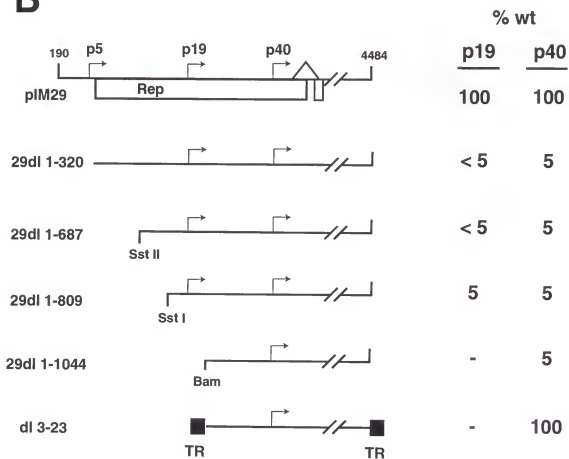 B
% wt
p19 p40
190 p5 p19 p40 4484
pIM29 Rep 100 100
29dl 1-320 < 5 5
29dl 1-687 < 5 5
Sst II
29dl 1-809 5 5
Sst I
29dl 1-1044 - 5
Bam
dl 3-23 - 100
TR TR